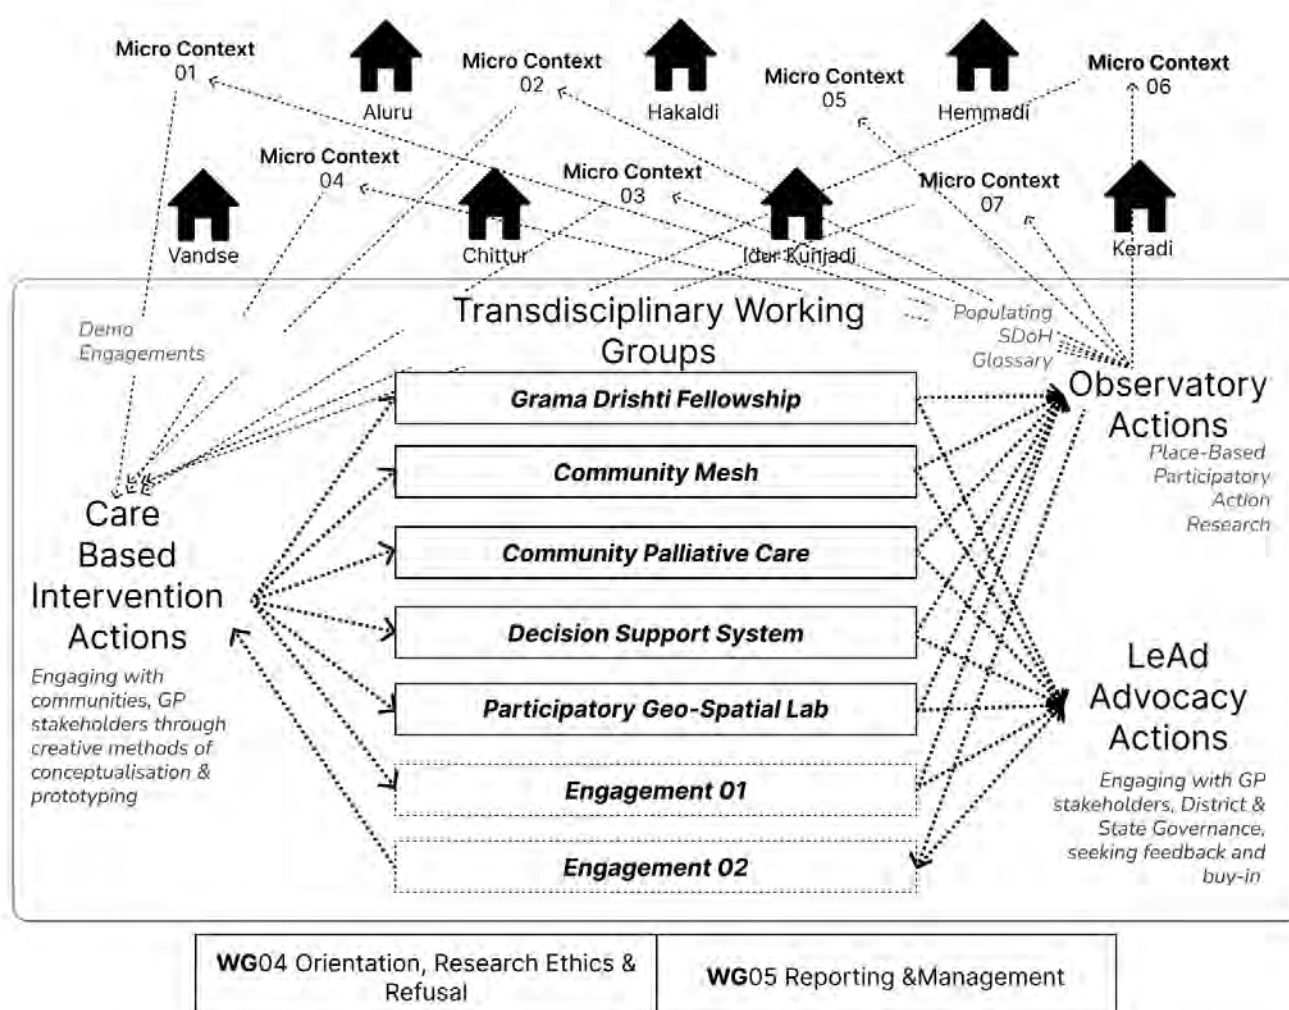 Micro Context
01
Aluru
Micro Context
02
Hakaldi
Micro Context
05
Hemmadi
Micro Context
06
Vandse
Micro Context
04
Chittur
Micro Context
03
Idur Kunjadi
Micro Context
07
Keradi
Demo
Engagements
Transdisciplinary Working
Groups
Populating
SDoH
Glossary
Grama Drishti Fellowship
Community Mesh
Community Palliative Care
Decision Support System
Participatory Geo-Spatial Lab
Engagement 01
Engagement 02
Care
Based
Intervention
Actions
Engaging with
communities, GP
stakeholders through
creative methods of
conceptualisation &
prototyping
Observatory
Actions
Place-Based
Participatory
Action
Research
LeAd
Advocacy
Actions
Engaging with GP
stakeholders, District &
State Governance,
seeking feedback and
buy-in
WG04 Orientation, Research Ethics &
Refusal
WG05 Reporting &Management